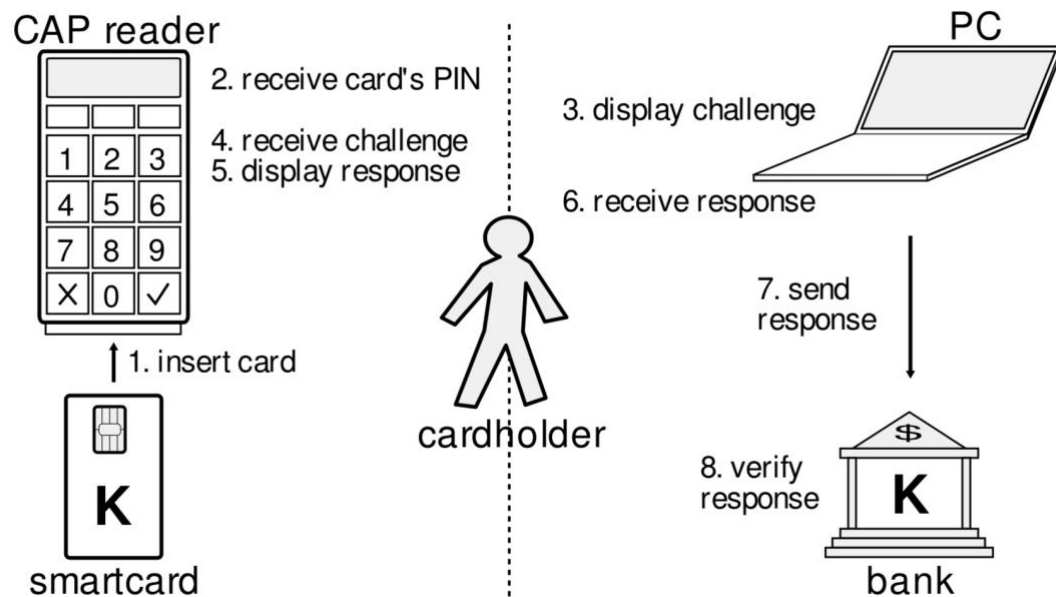 CAP reader
PC
2. receive card's PIN
3. display challenge
4. receive challenge
5. display response
6. receive response
1 2 3
4 5 6
7 8 9
X 0 ✓
7. send
response
1. insert card
cardholder
$
8. verify
response
K
K
smartcard
bank